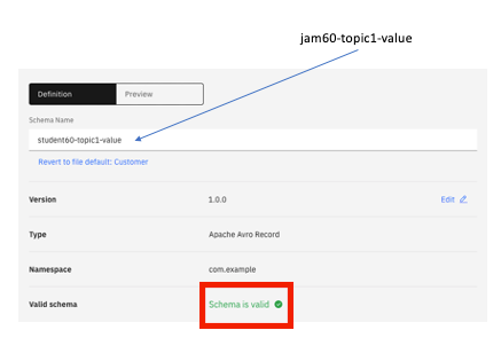 jam60-topic1-value
Definition Preview
Schema Name
student60-topic1-value
Revert to file default: Customer
Version 1.0.0 Edit
Type Apache Avro Record
Namespace com.example
Valid schema Schema is valid